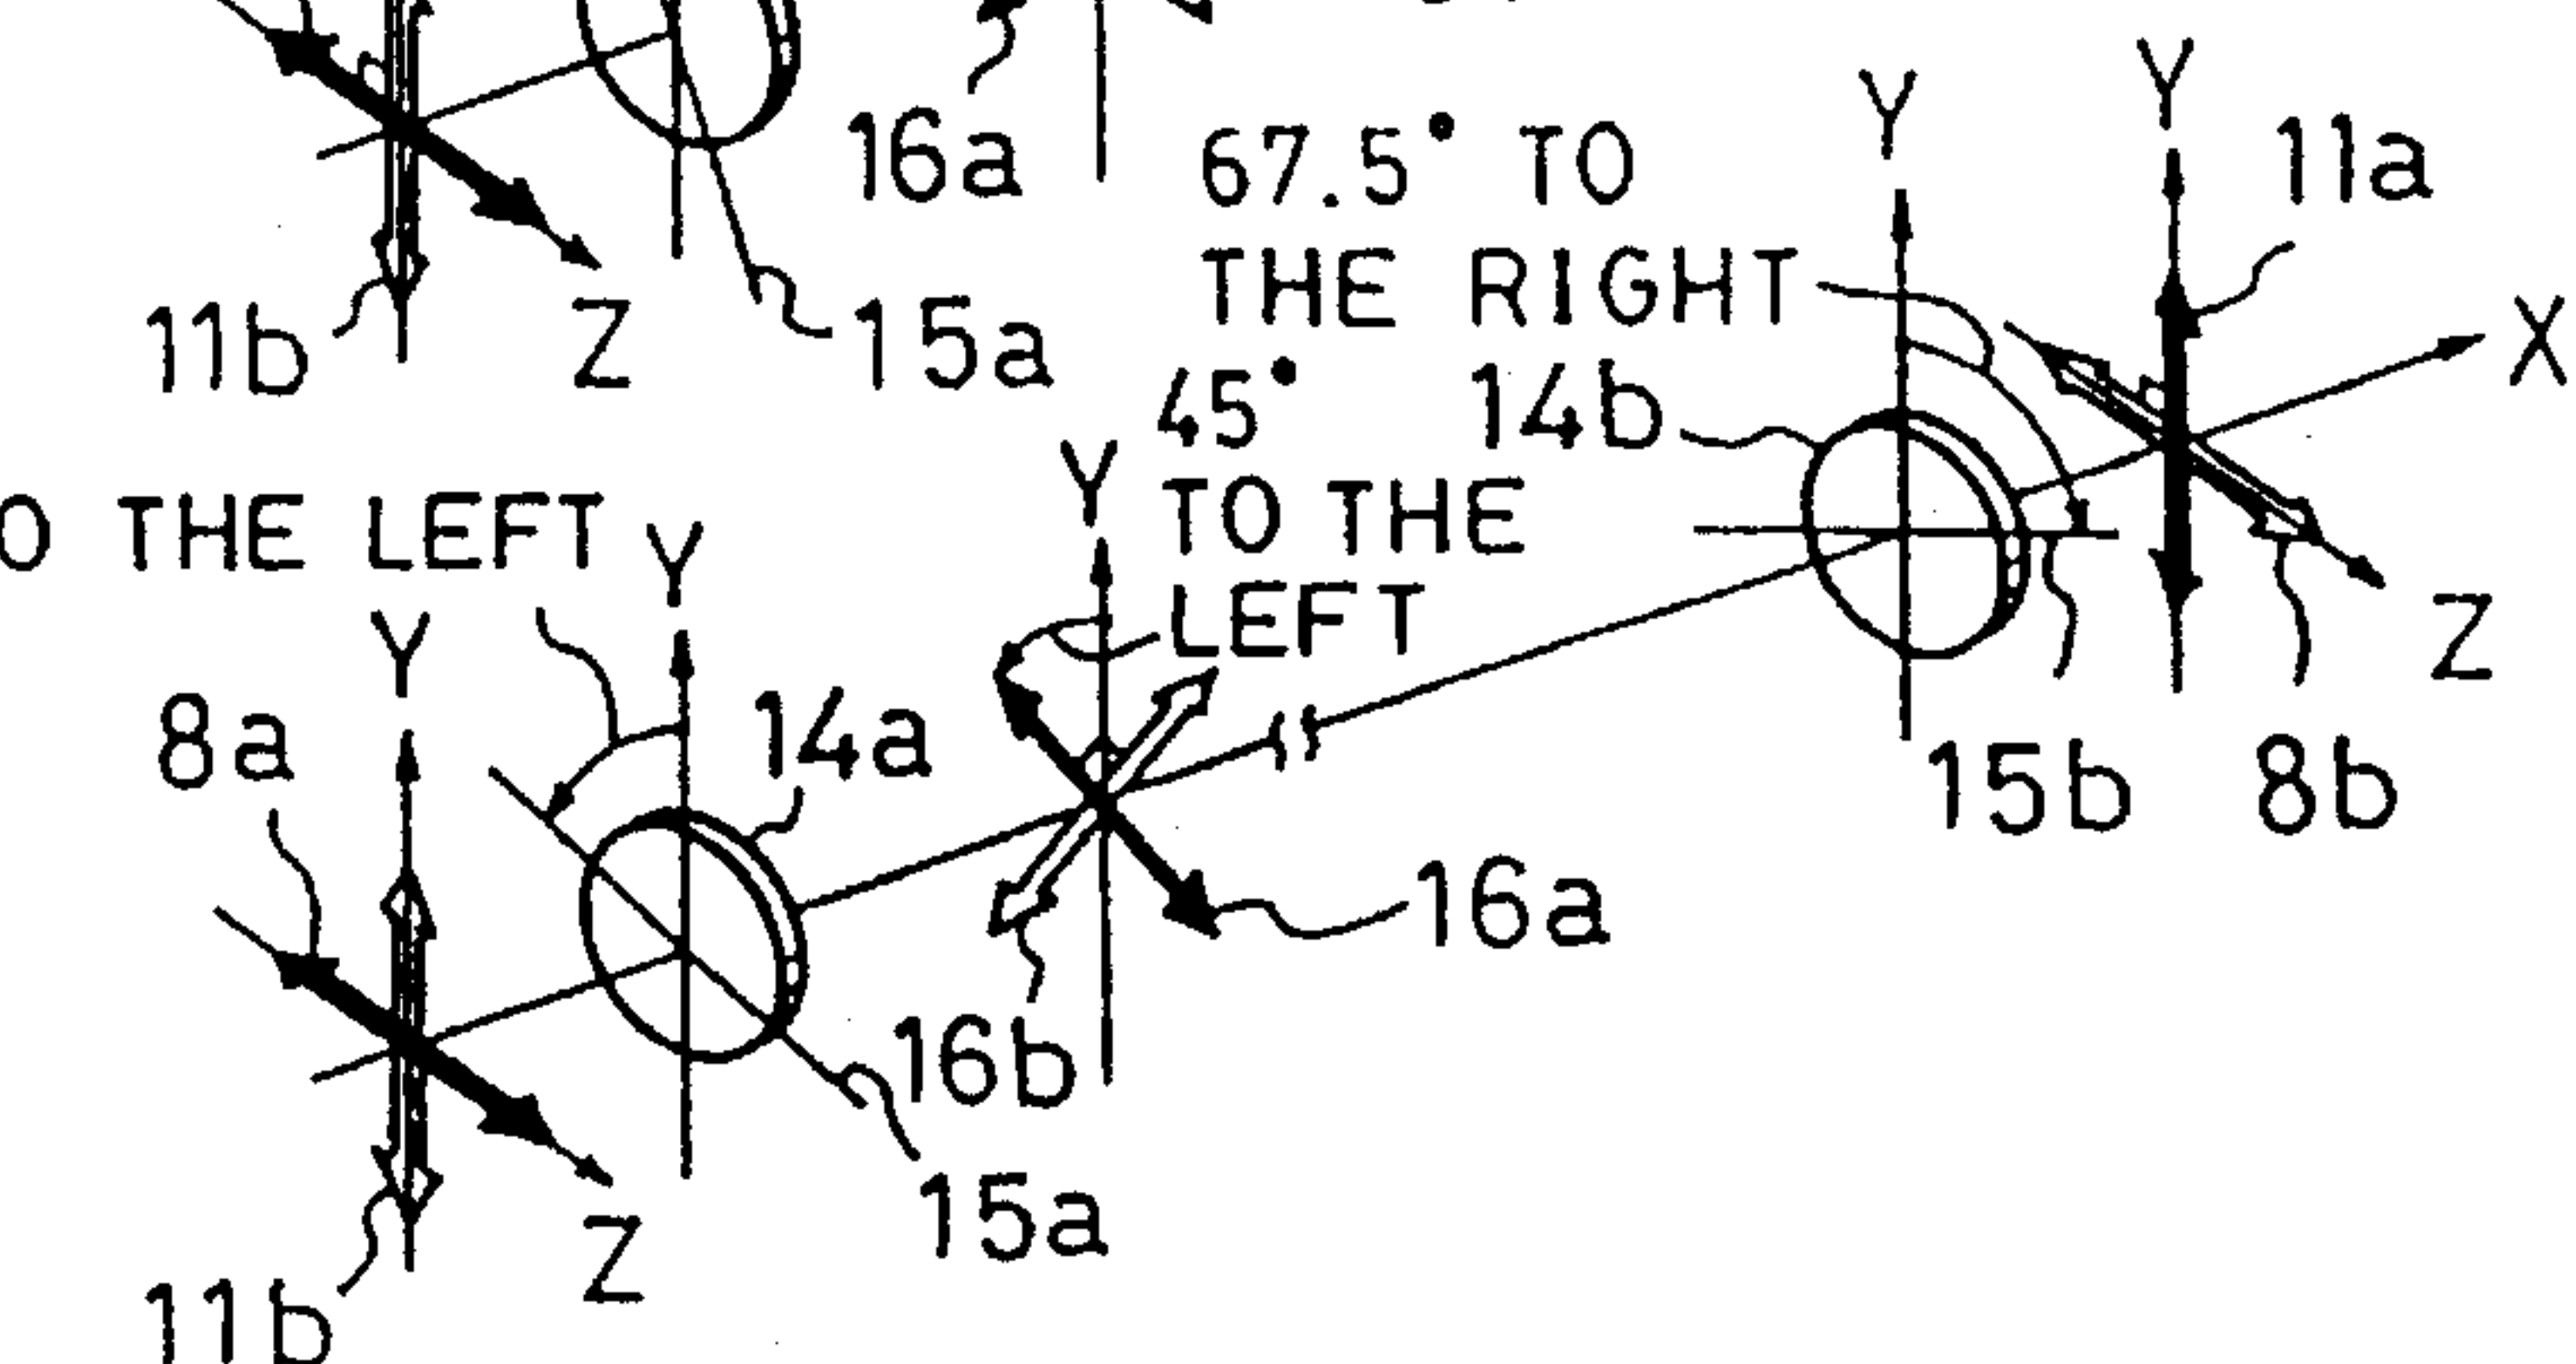 Y
Y
16a
67.5° TO
11a
THE RIGHT
11b
Z
15a
X
45°
14b
Y
TO THE
O THE LEFT
Y
LEFT
Z
Y
8a
14a
15b
8b
16a
16b
15a
Z
11b